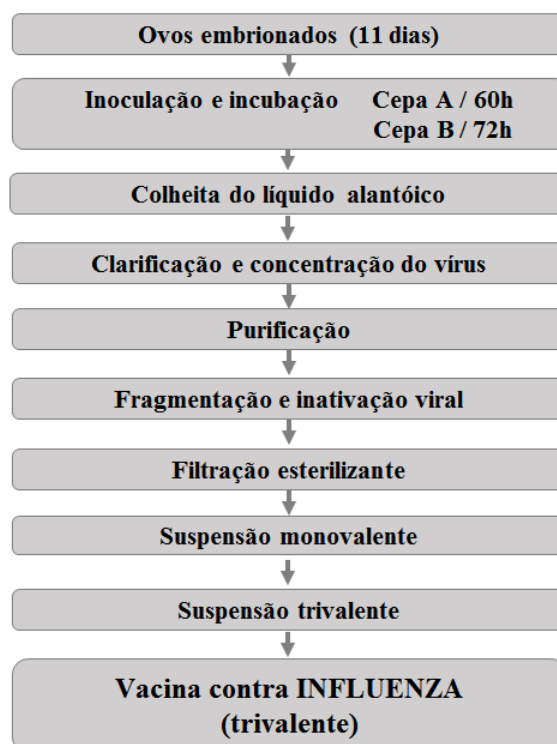 Ovos embrionados (11 dias)
Inoculação e incubação Cepa A / 60h
Cepa B / 72h
Colheita do líquido alantóico
Clarificação e concentração do vírus
Purificação
Fragmentação e inativação viral
Filtração esterilizante
Suspensão monovalente
Suspensão trivalente
Vacina contra INFLUENZA
(trivalente)